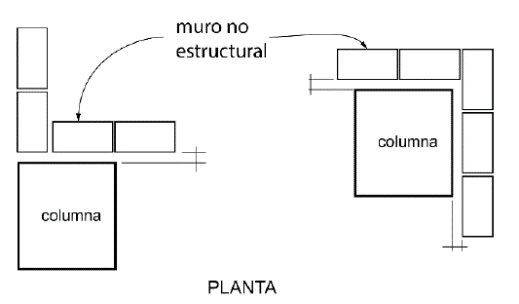 muro no
estructural
columna
columna
PLANTA